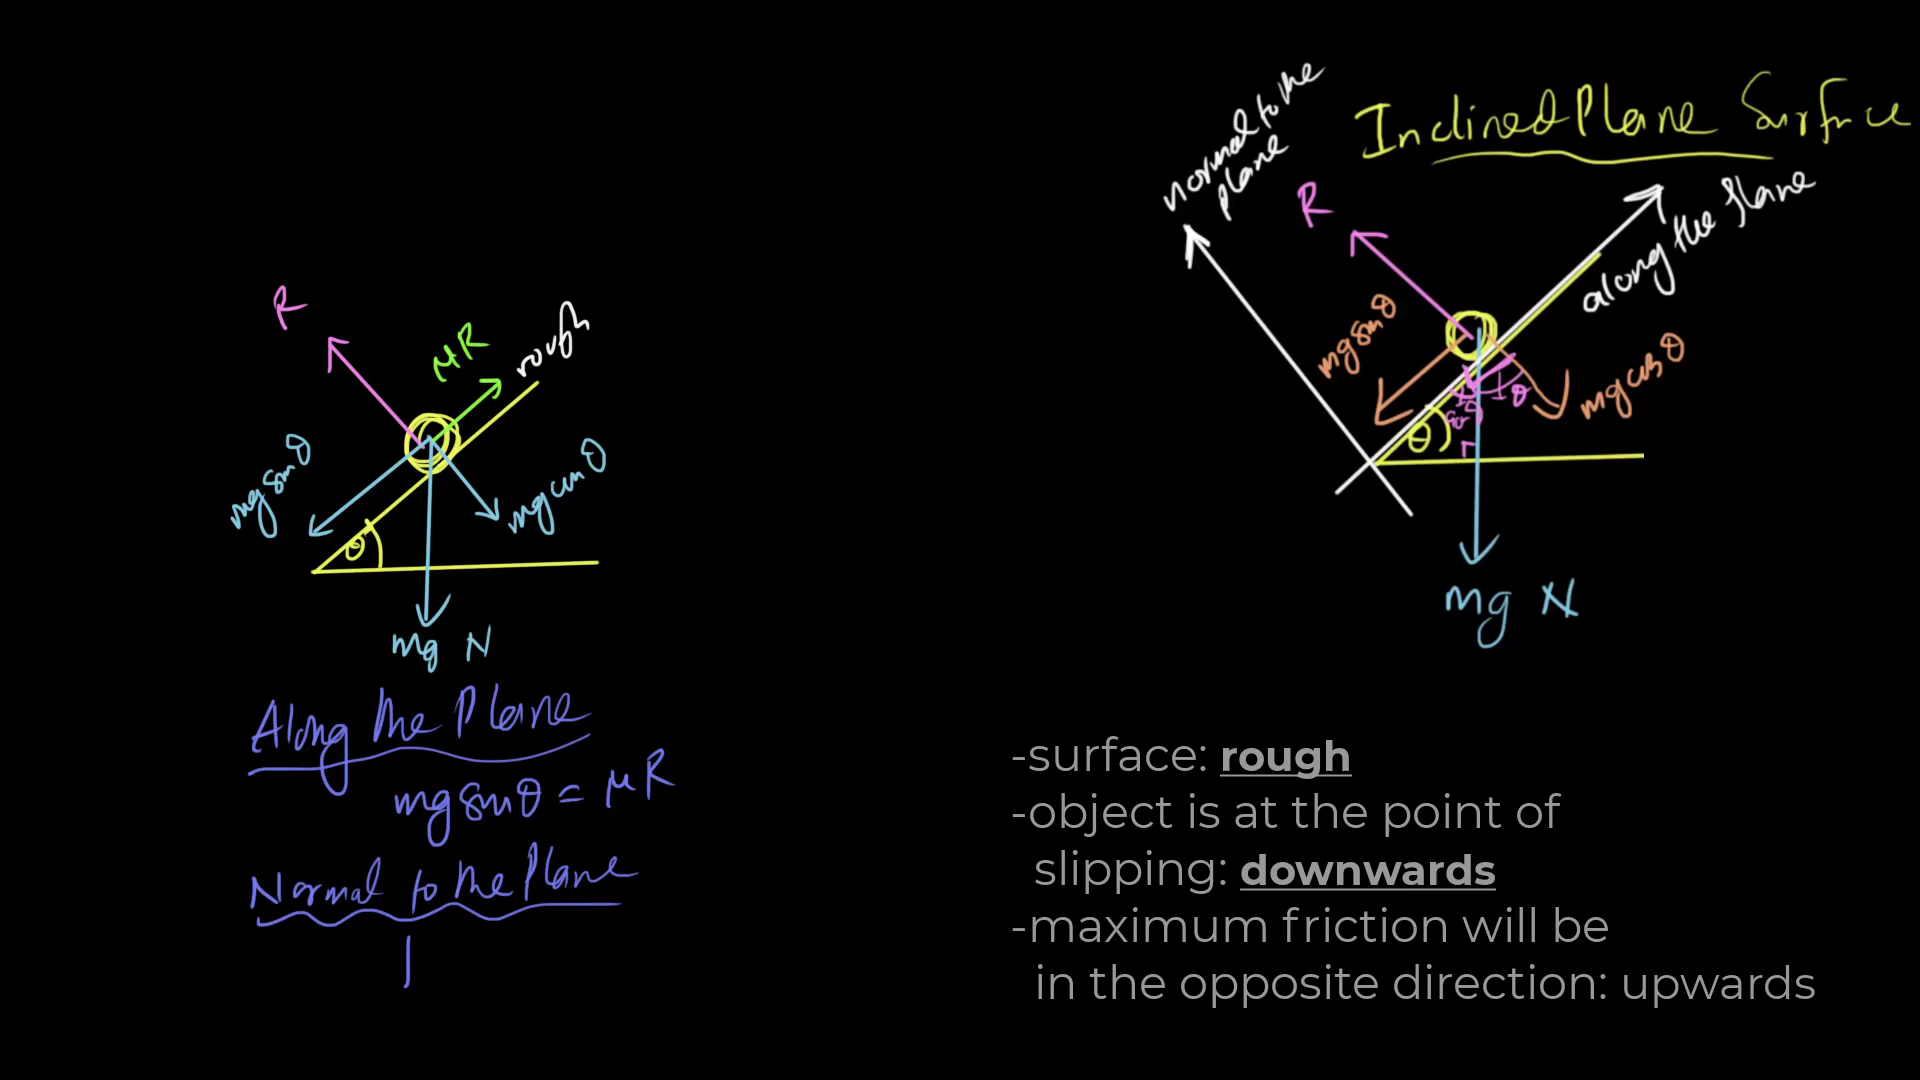 Inclined Plane Surface
normal to the
plane
along the plane
R
mg sin θ
mg cos θ
θ
θ
mg N
R
μR
rough
mg sin θ
mg cos θ
θ
mg N
Along the Plane
mg sin θ = μR
Normal to the Plane
-surface: rough
-object is at the point of
slipping: downwards
-maximum friction will be
in the opposite direction: upwards